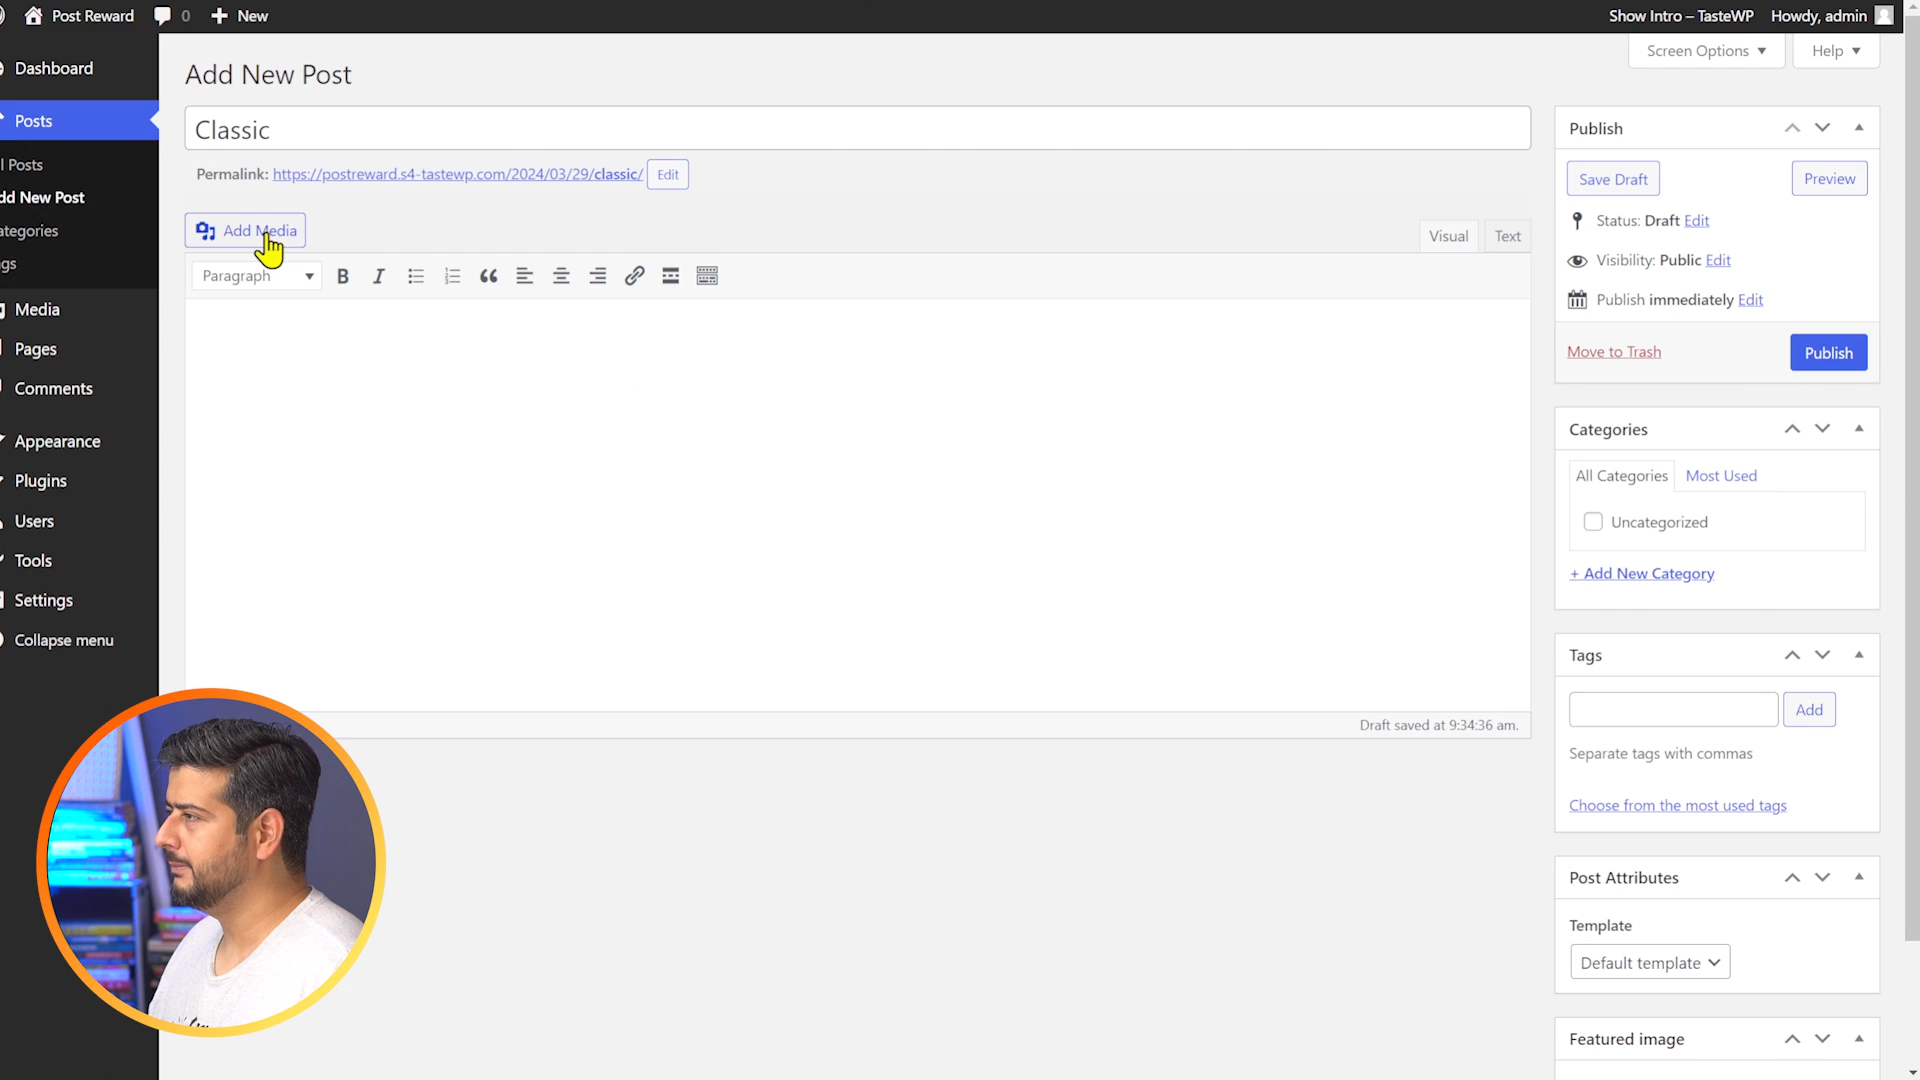 Post Reward 0 New
Show Intro – TasteWP Howdy, admin
Screen Options Help
Dashboard
Posts
l Posts
dd New Post
ategories
gs
Media
Pages
Comments
Appearance
Plugins
Users
Tools
Settings
Collapse menu
Add New Post
Classic
Permalink: https://postreward.s4-tastewp.com/2024/03/29/classic/ Edit
Add Media
Visual Text
Paragraph B I
Draft saved at 9:34:36 am.
Publish
Save Draft Preview
Status: Draft Edit
Visibility: Public Edit
Publish immediately Edit
Move to Trash Publish
Categories
All Categories Most Used
Uncategorized
+ Add New Category
Tags
Add
Separate tags with commas
Choose from the most used tags
Post Attributes
Template
Default template
Featured image